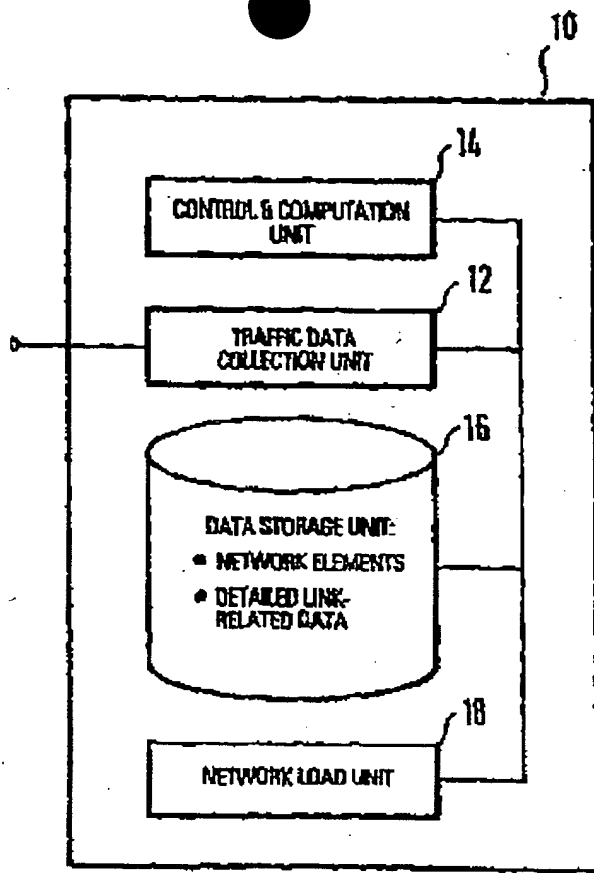 10
14
CONTROL & COMPUTATION
UNIT
12
TRAFFIC DATA
COLLECTION UNIT
16
DATA STORAGE UNIT:
• NETWORK ELEMENTS
• DETAILED LINK-
RELATED DATA
18
NETWORK LOAD UNIT